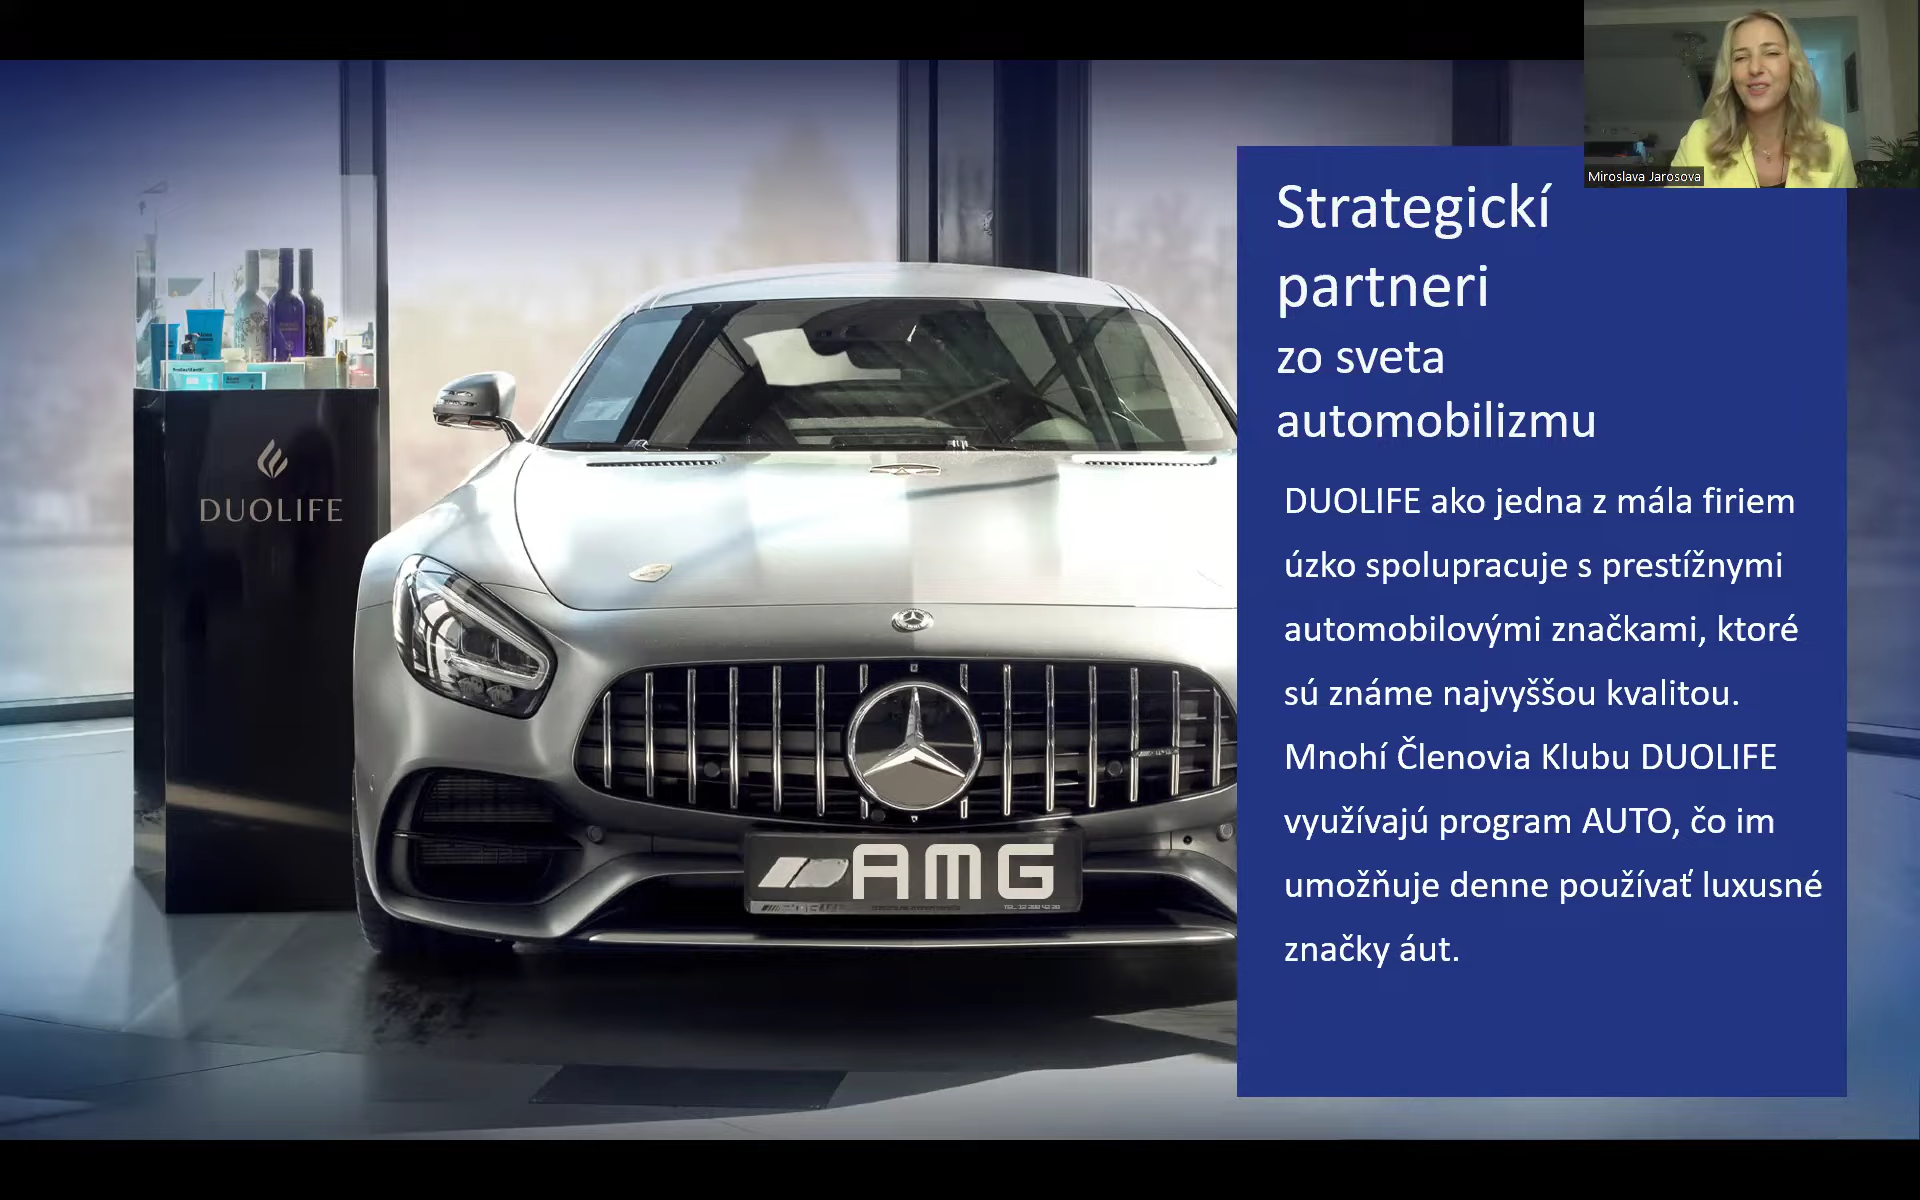 Miroslava Jarosova
Strategickí
partneri
zo sveta
automobilizmu
DUOLIFE ako jedna z mála firiem
úzko spolupracuje s prestížnymi
automobilovými značkami, ktoré
sú známe najvyššou kvalitou.
Mnohí Členovia Klubu DUOLIFE
využívajú program AUTO, čo im
umožňuje denne používať luxusné
značky áut.
DUOLIFE
AMG